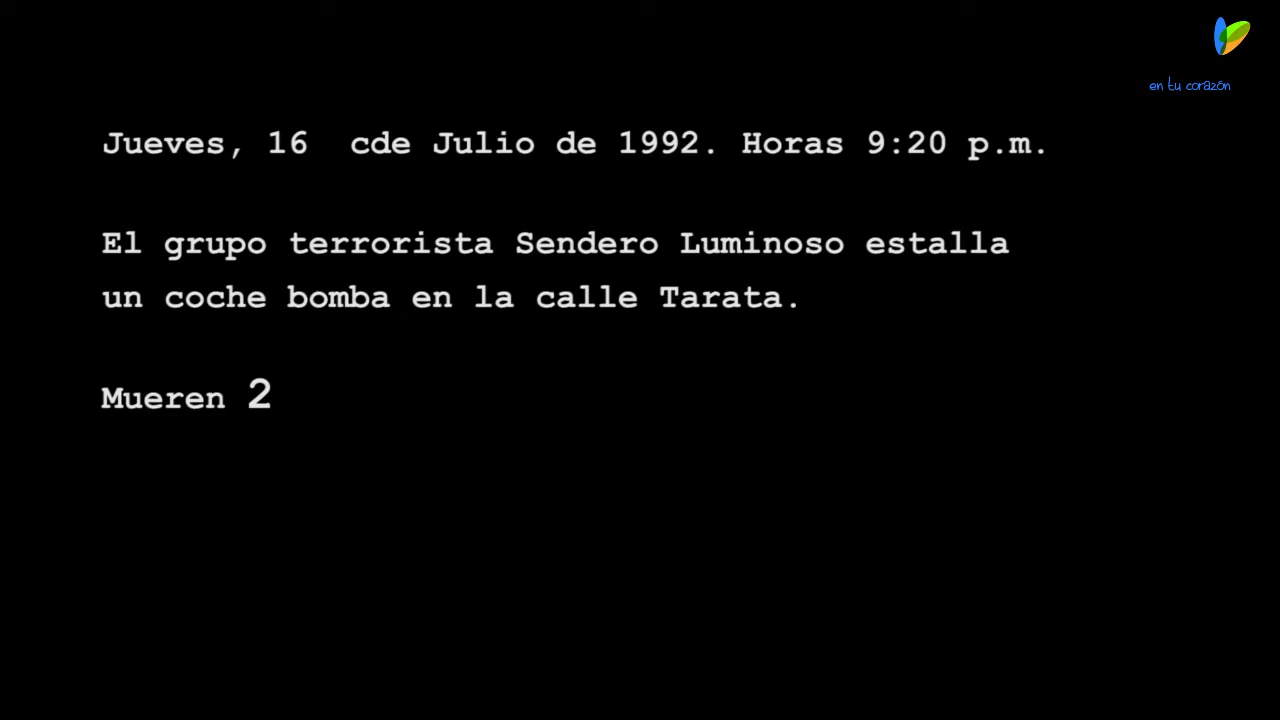 en tu corazón
Jueves, 16  cde Julio de 1992. Horas 9:20 p.m.
El grupo terrorista Sendero Luminoso estalla
un coche bomba en la calle Tarata.
Mueren 2